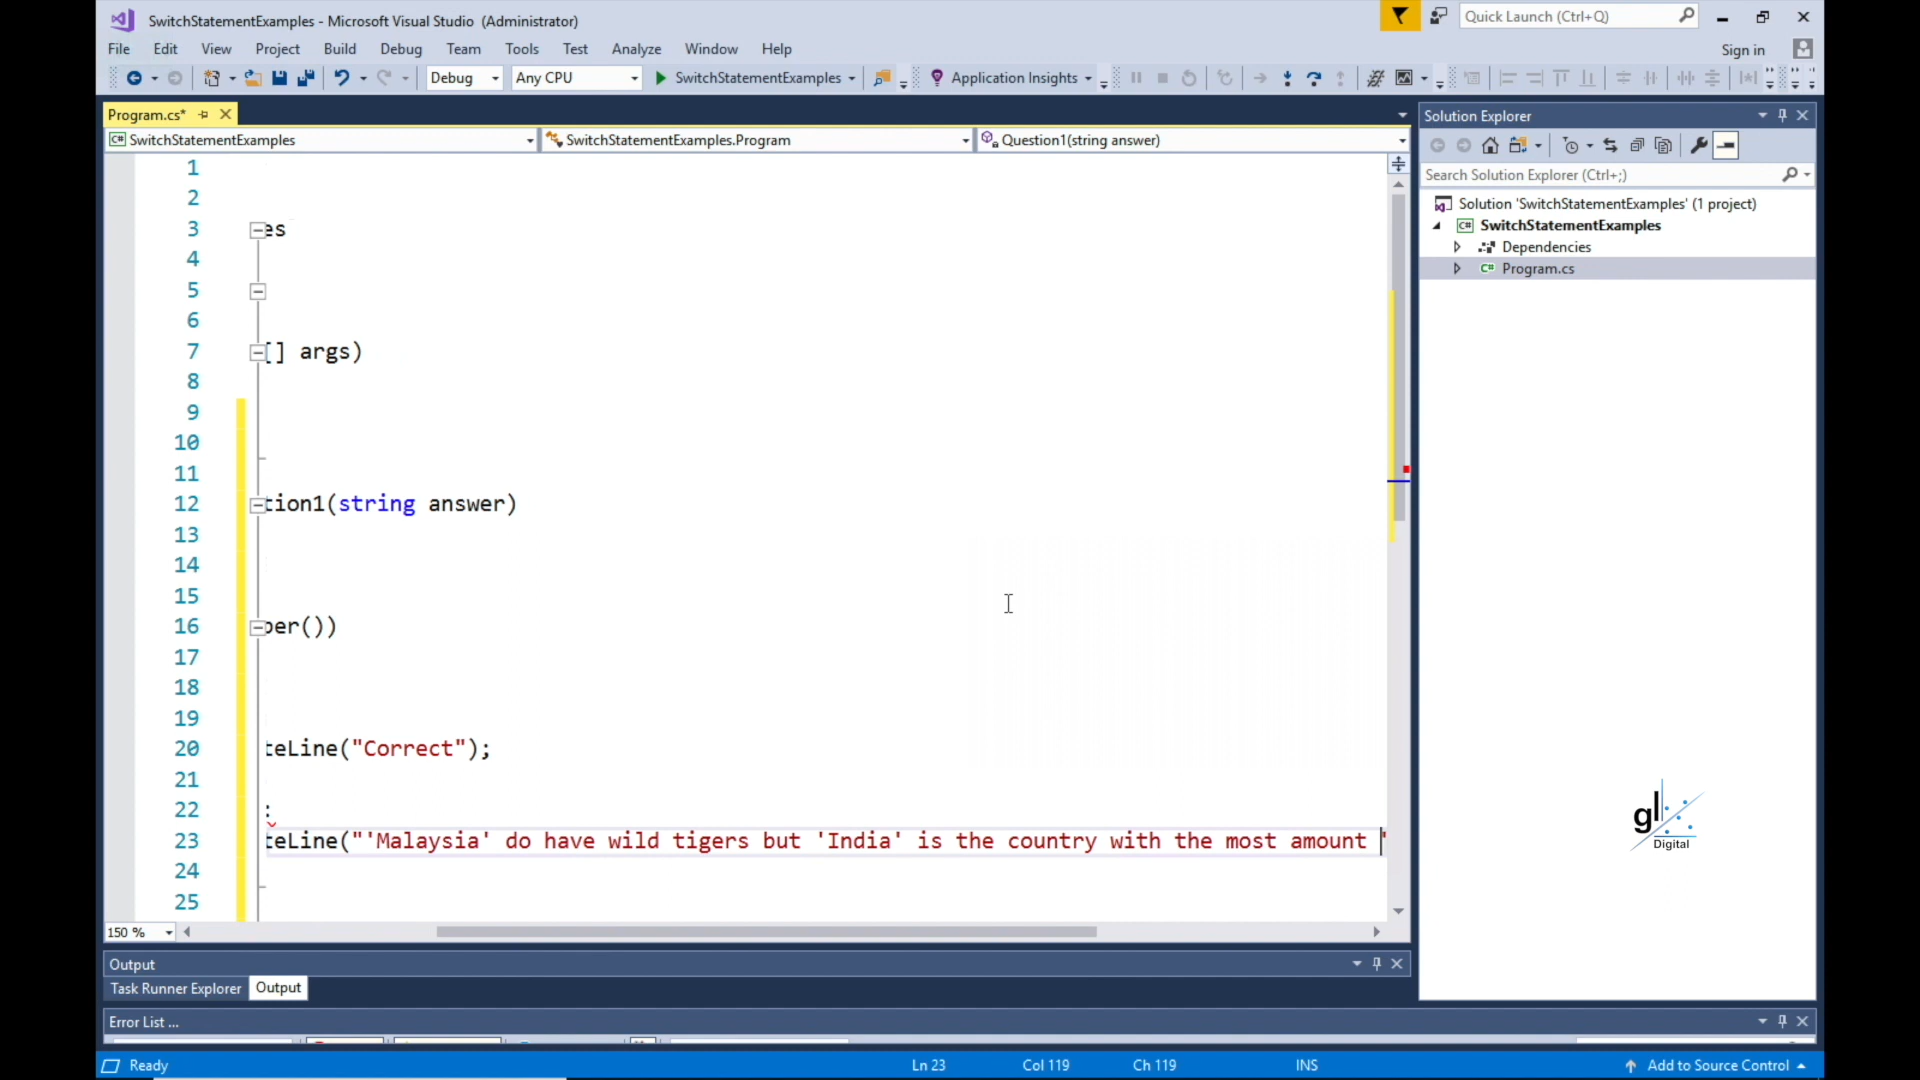 SwitchStatementExamples - Microsoft Visual Studio (Administrator)
Quick Launch (Ctrl+Q)
File Edit View Project Build Debug Team Tools Test Analyze Window Help
Sign in
Debug Any CPU SwitchStatementExamples Application Insights
Program.cs*
SwitchStatementExamples SwitchStatementExamples.Program Question1(string answer)
1
2
3 es
4
5
6
7 [] args)
8
9
10
11
12 tion1(string answer)
13
14
15
16 per())
17
18
19
20 teLine("Correct");
21
22 :
23 teLine("'Malaysia' do have wild tigers but 'India' is the country with the most amount "
24
25
150 %
Output
Task Runner Explorer Output
Error List ...
Ready Ln 23 Col 119 Ch 119 INS Add to Source Control
Solution Explorer
Search Solution Explorer (Ctrl+;)
Solution 'SwitchStatementExamples' (1 project)
C# SwitchStatementExamples
Dependencies
C# Program.cs
gl
Digital